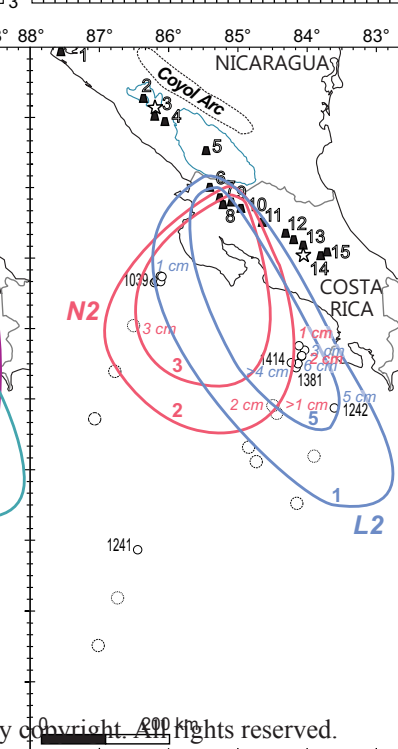 3
88° 86° 85° 84° 83°
NICARAGUA
1
2
3
4
Coyol Arc
5
6
8
10
11
12
13
14
15
COSTA
RICA
1 cm
1039
N2
3 cm
1 cm
3 cm
2 cm
1414
6 cm
>4 cm
1381
3
2
2 cm
>1 cm
5 cm
1242
5
1
L2
1241
0 200 km
y copyright. All rights reserved.